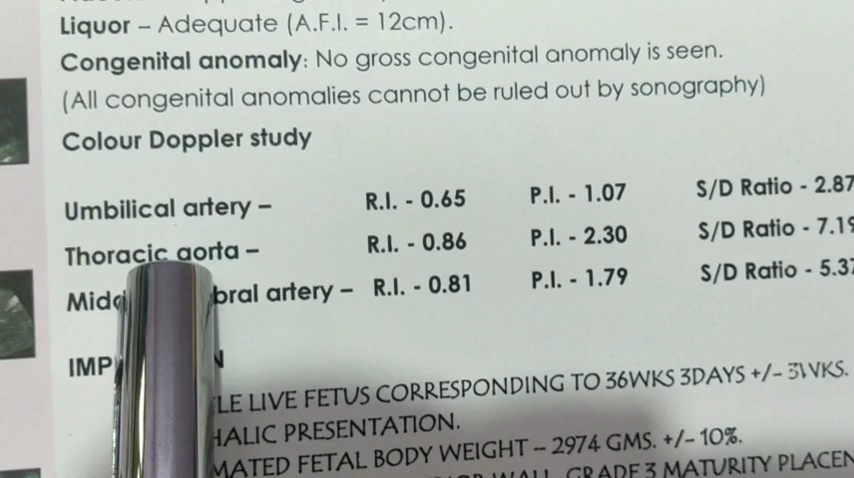 Liquor – Adequate (A.F.I. = 12cm).
Congenital anomaly: No gross congenital anomaly is seen.
(All congenital anomalies cannot be ruled out by sonography)
Colour Doppler study
Umbilical artery – R.I. - 0.65 P.I. - 1.07 S/D Ratio - 2.87
Thoracic aorta – R.I. - 0.86 P.I. - 2.30 S/D Ratio - 7.19
bral artery – R.I. - 0.81 P.I. - 1.79 S/D Ratio - 5.37
IMP N
LE LIVE FETUS CORRESPONDING TO 36WKS 3DAYS +/- 3WKS.
HALIC PRESENTATION.
MATED FETAL BODY WEIGHT – 2974 GMS. +/- 10%.
WALL, GRADE 3 MATURITY PLACEN